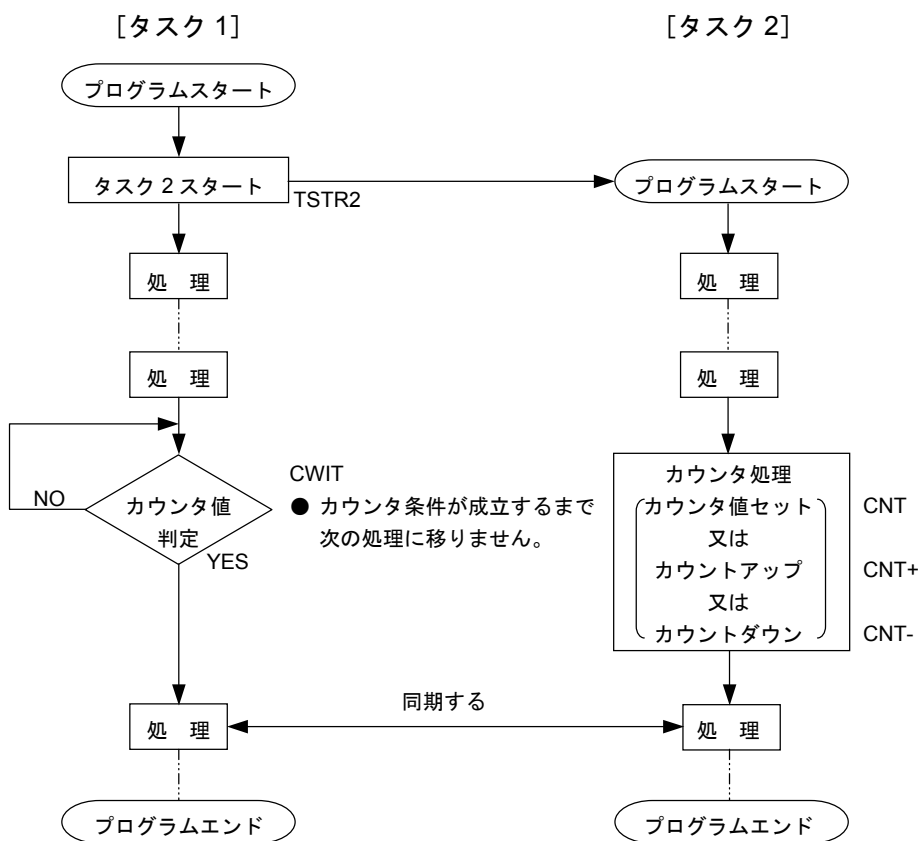 ［タスク 1］
［タスク 2］
プログラムスタート
タスク 2 スタート
TSTR2
プログラムスタート
処　理
処　理
処　理
処　理
カウンタ値
判定
NO
YES
CWIT
● カウンタ条件が成立するまで
次の処理に移りません。
カウンタ処理
カウンタ値セット
CNT
又は
カウントアップ
CNT+
又は
カウントダウン
CNT-
同期する
処　理
処　理
プログラムエンド
プログラムエンド